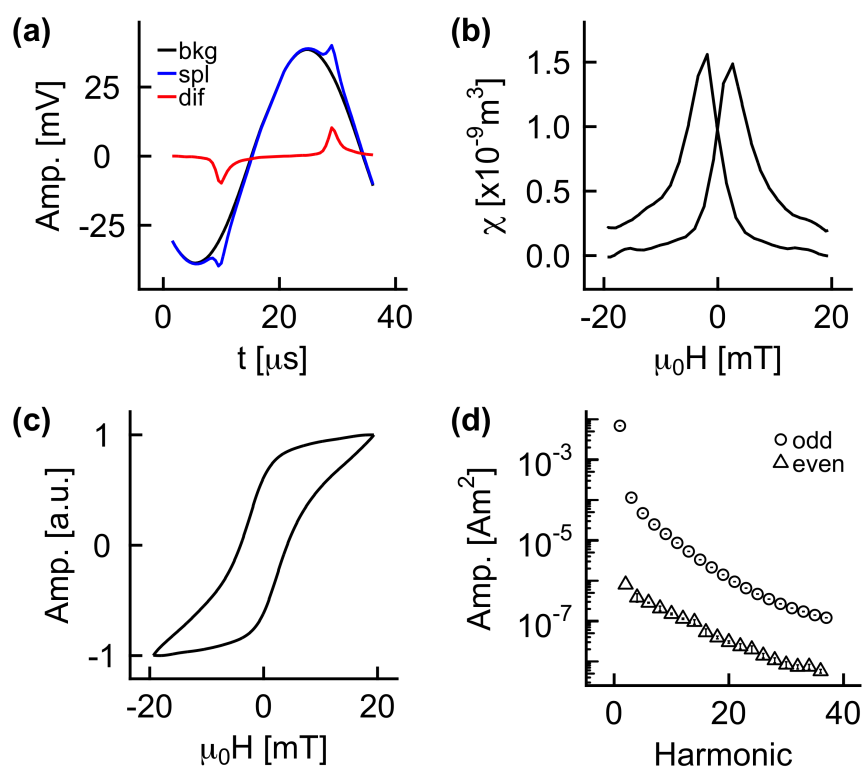 (a)
bkg
spl
dif
Amp. [mV]
25
0
-25
0
20
40
t [μs]
(b)
χ [x10⁻⁹m³]
1.5
1.0
0.5
0.0
-20
0
20
μ₀H [mT]
(c)
Amp. [a.u.]
1
0
-1
-20
0
20
μ₀H [mT]
(d)
odd
even
Amp. [Am²]
10⁻³
10⁻⁵
10⁻⁷
0
20
40
Harmonic